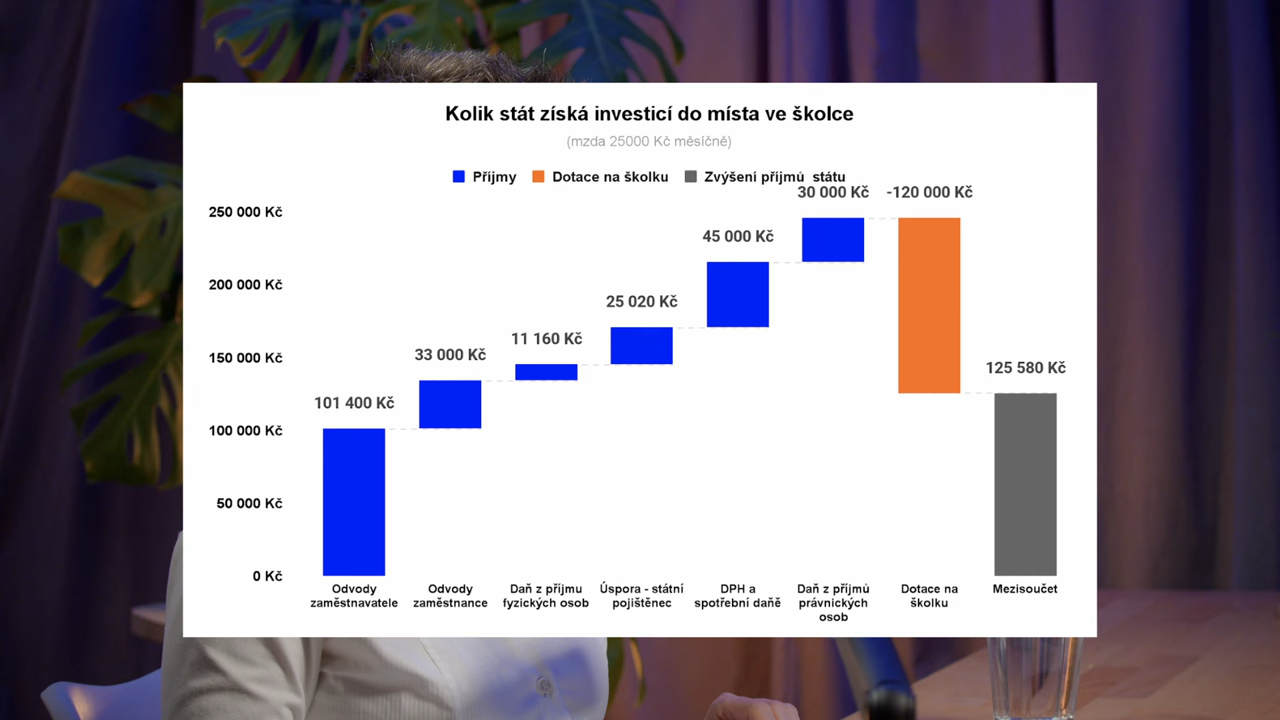 Kolik stát získá investicí do místa ve školce
(mzda 25000 Kč měsíčně)
Příjmy Dotace na školku Zvýšení příjmů státu
30 000 Kč -120 000 Kč
250 000 Kč
45 000 Kč
200 000 Kč
25 020 Kč
11 160 Kč
33 000 Kč
150 000 Kč
125 580 Kč
101 400 Kč
100 000 Kč
50 000 Kč
0 Kč
Odvody
zaměstnavatele
Odvody
zaměstnance
Daň z příjmu
fyzických osob
Úspora - státní
pojištěnec
DPH a
spotřební daňě
Daň z příjmů
právnických
osob
Dotace na
školku
Mezisoučet